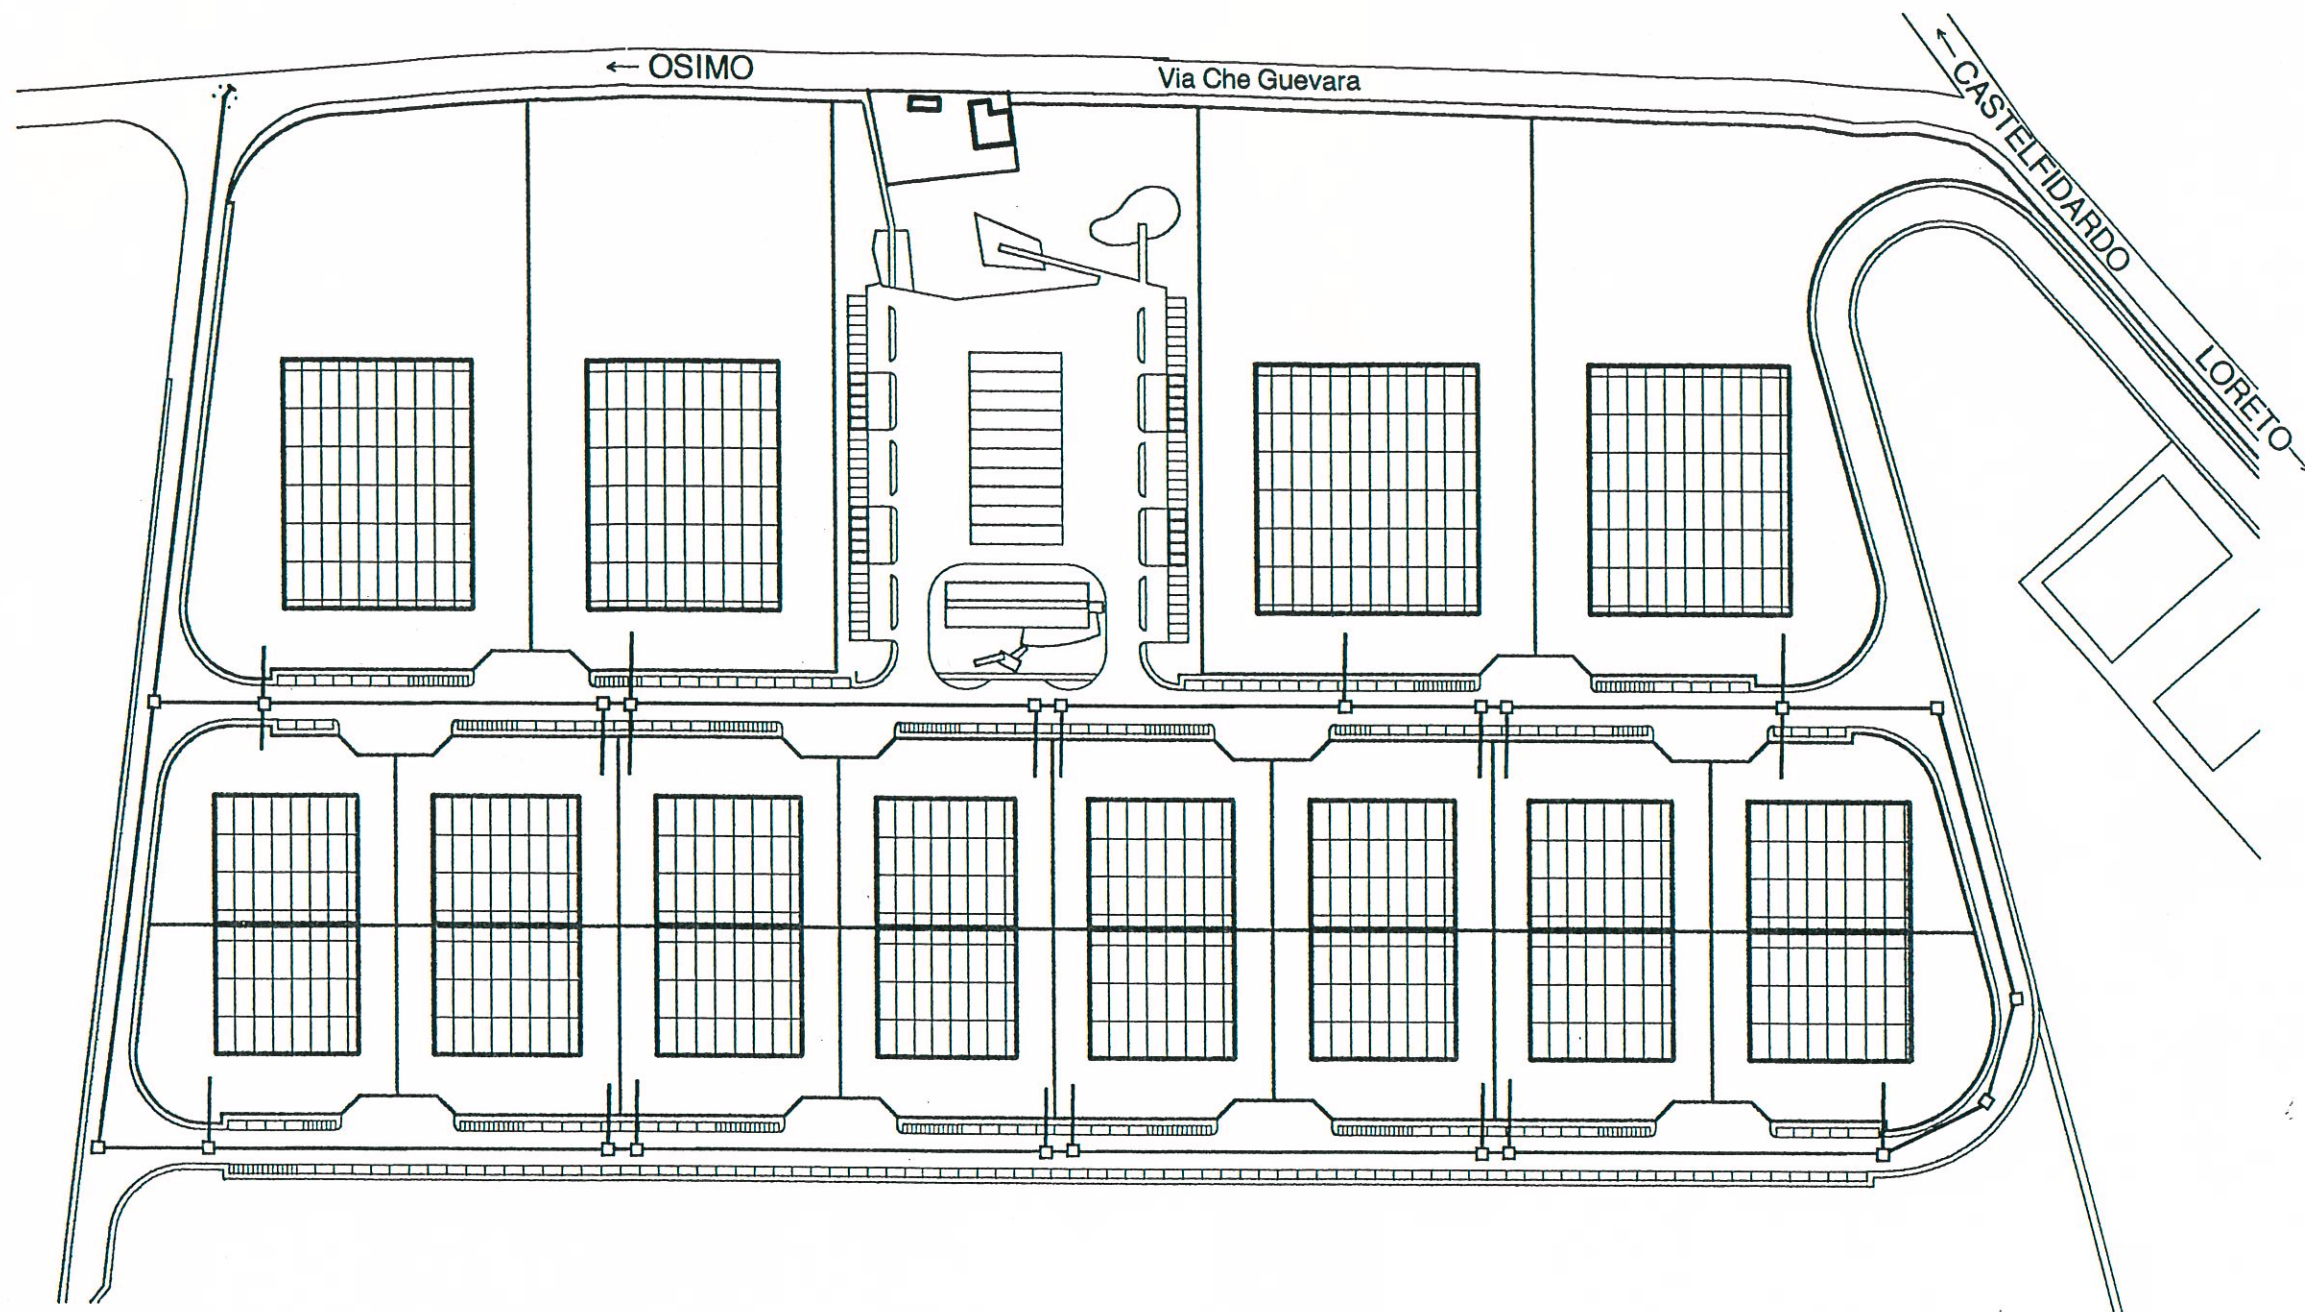 ← OSIMO
Via Che Guevara
← CASTELFIDARDO
LORETO →